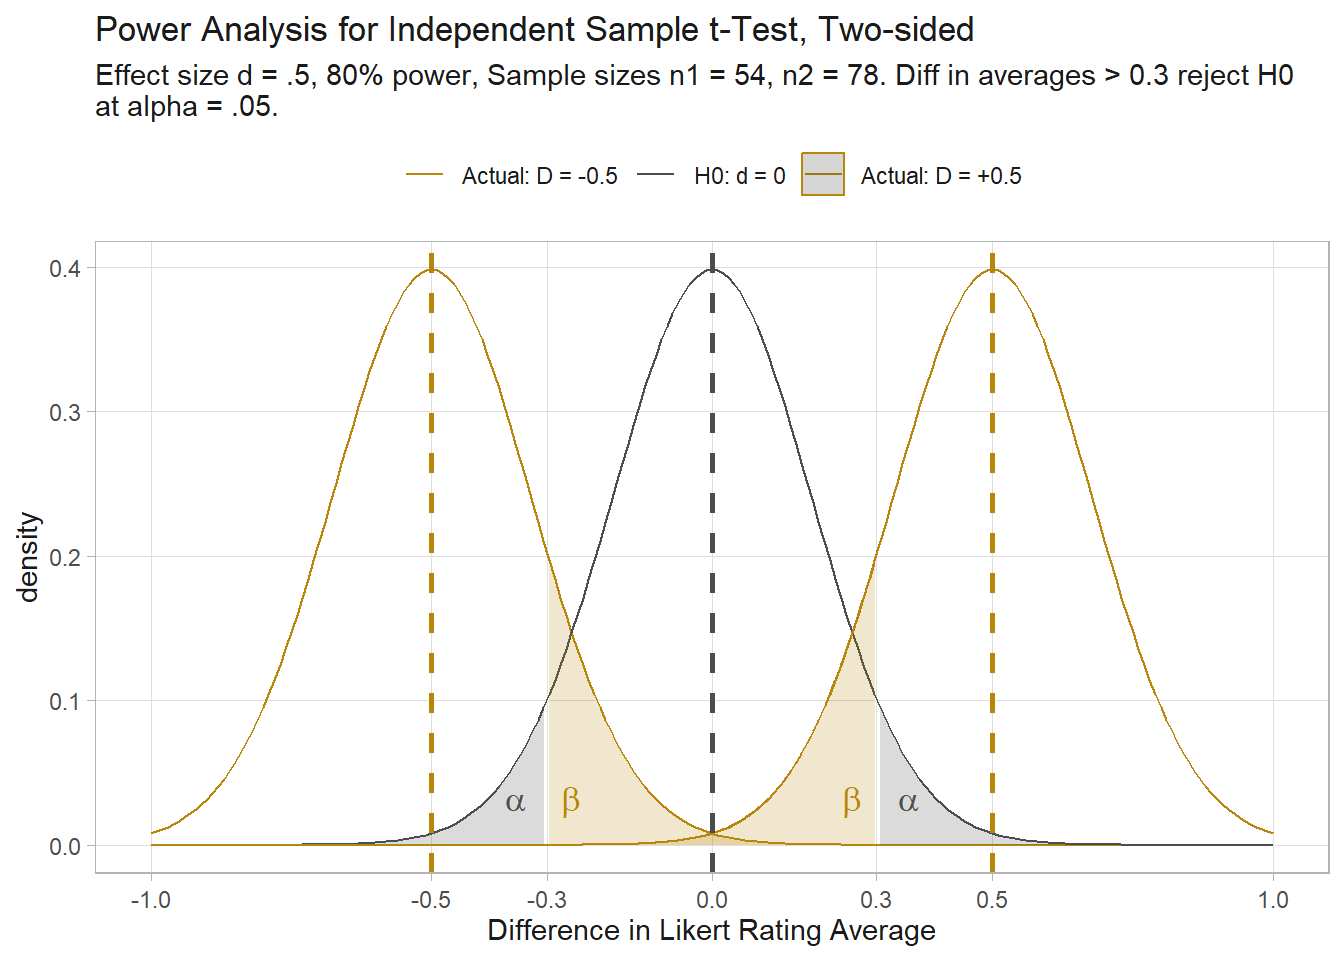 Power Analysis for Independent Sample t-Test, Two-sided
Effect size d = .5, 80% power, Sample sizes n1 = 54, n2 = 78. Diff in averages > 0.3 reject H0
at alpha = .05.
Actual: D = -0.5 H0: d = 0 Actual: D = +0.5
0.4
0.3
0.2
0.1
0.0
density
α β β α
-1.0 -0.5 -0.3 0.0 0.3 0.5 1.0
Difference in Likert Rating Average